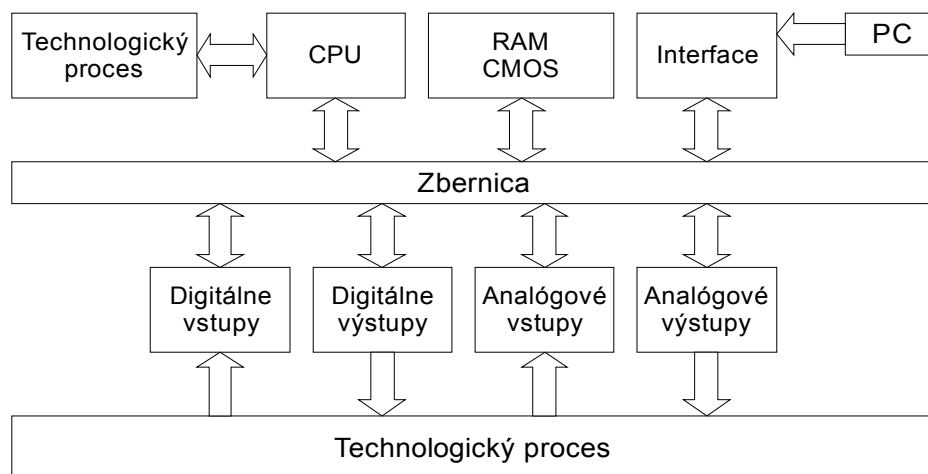 Technologický
proces
CPU
RAM
CMOS
Interface
PC
Zbernica
Digitálne
vstupy
Digitálne
výstupy
Analógové
vstupy
Analógové
výstupy
Technologický proces